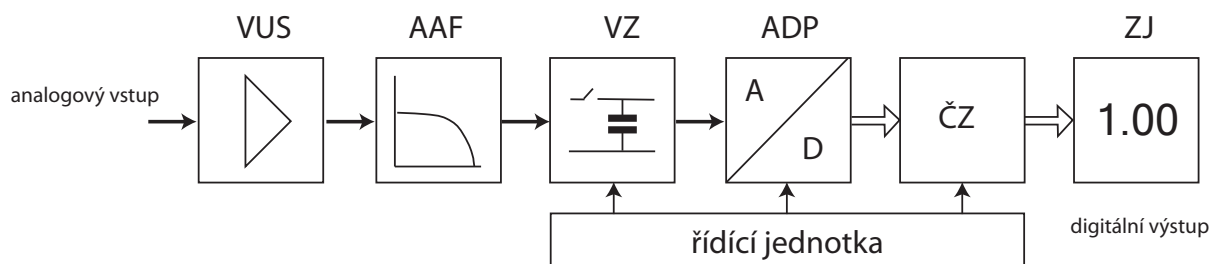 VUS AAF VZ ADP ZJ
analogový vstup
A
D
ČZ
1.00
řídící jednotka
digitální výstup